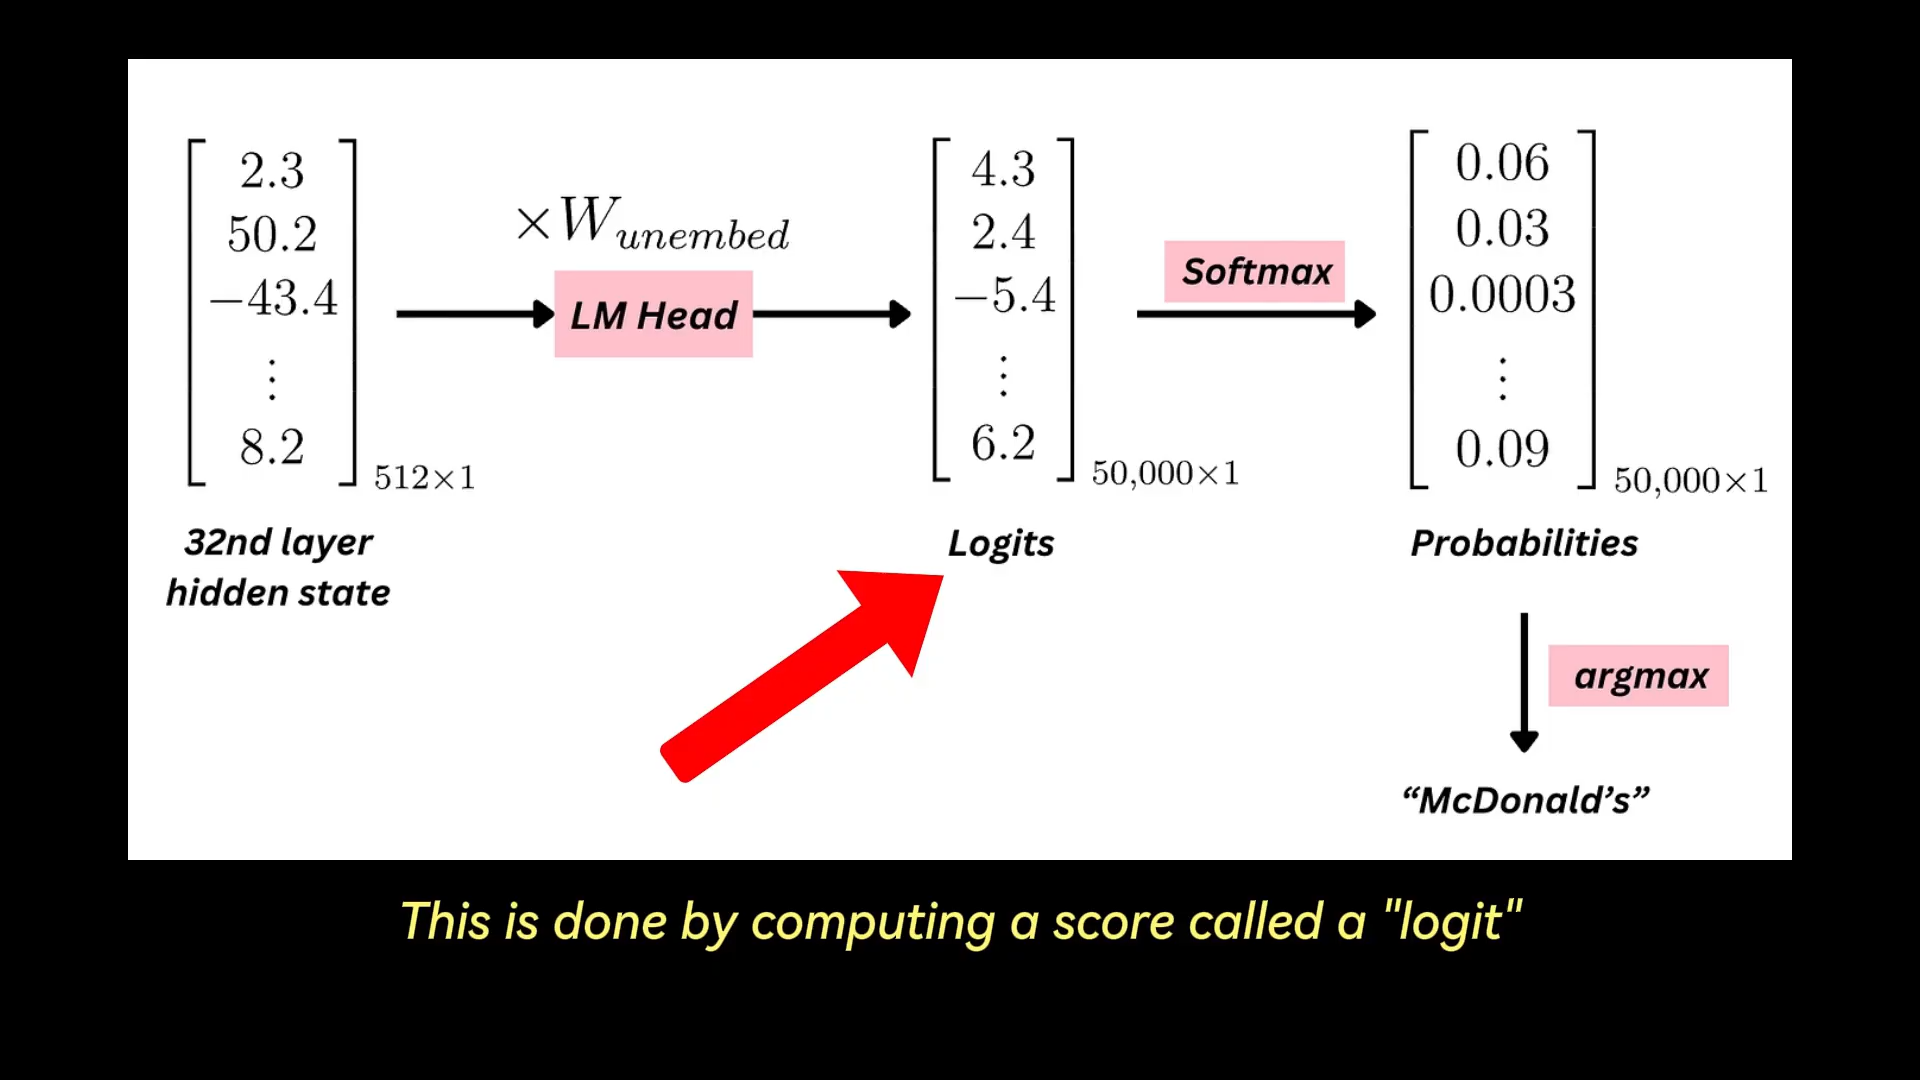 2.3
50.2
−43.4
⋮
8.2
512×1
32nd layer
hidden state
×W_unembed
LM Head
4.3
2.4
−5.4
⋮
6.2
50,000×1
Logits
Softmax
0.06
0.03
0.0003
⋮
0.09
50,000×1
Probabilities
argmax
“McDonald’s”
This is done by computing a score called a "logit"